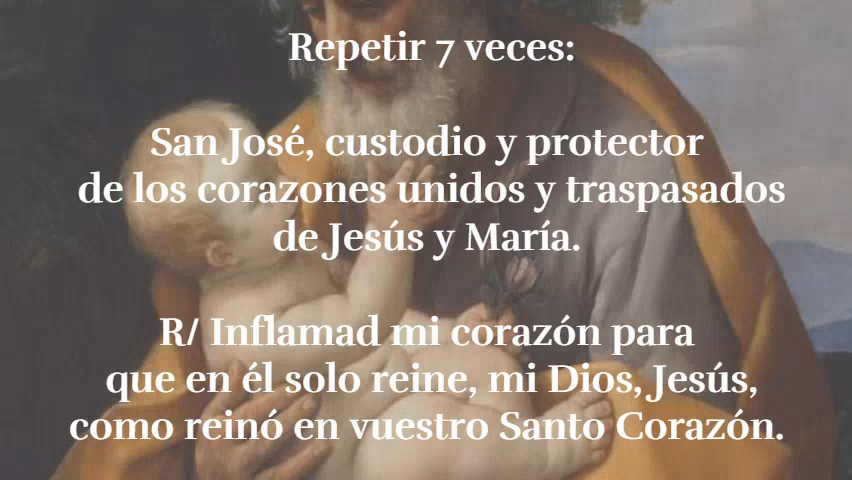 Repetir 7 veces:
San José, custodio y protector
de los corazones unidos y traspasados
de Jesús y María.
R/ Inflamad mi corazón para
que en él solo reine, mi Dios, Jesús,
como reinó en vuestro Santo Corazón.